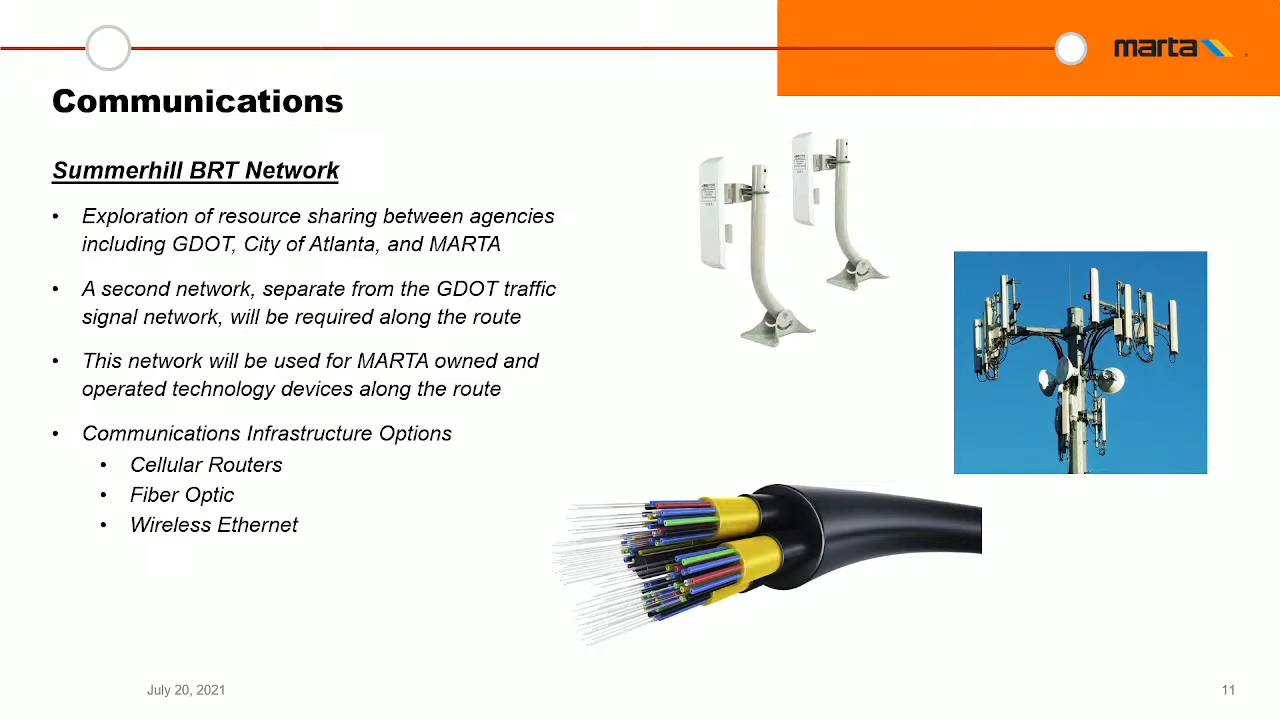 marta
Communications
Summerhill BRT Network
• Exploration of resource sharing between agencies
including GDOT, City of Atlanta, and MARTA
• A second network, separate from the GDOT traffic
signal network, will be required along the route
• This network will be used for MARTA owned and
operated technology devices along the route
• Communications Infrastructure Options
• Cellular Routers
• Fiber Optic
• Wireless Ethernet
July 20, 2021
11